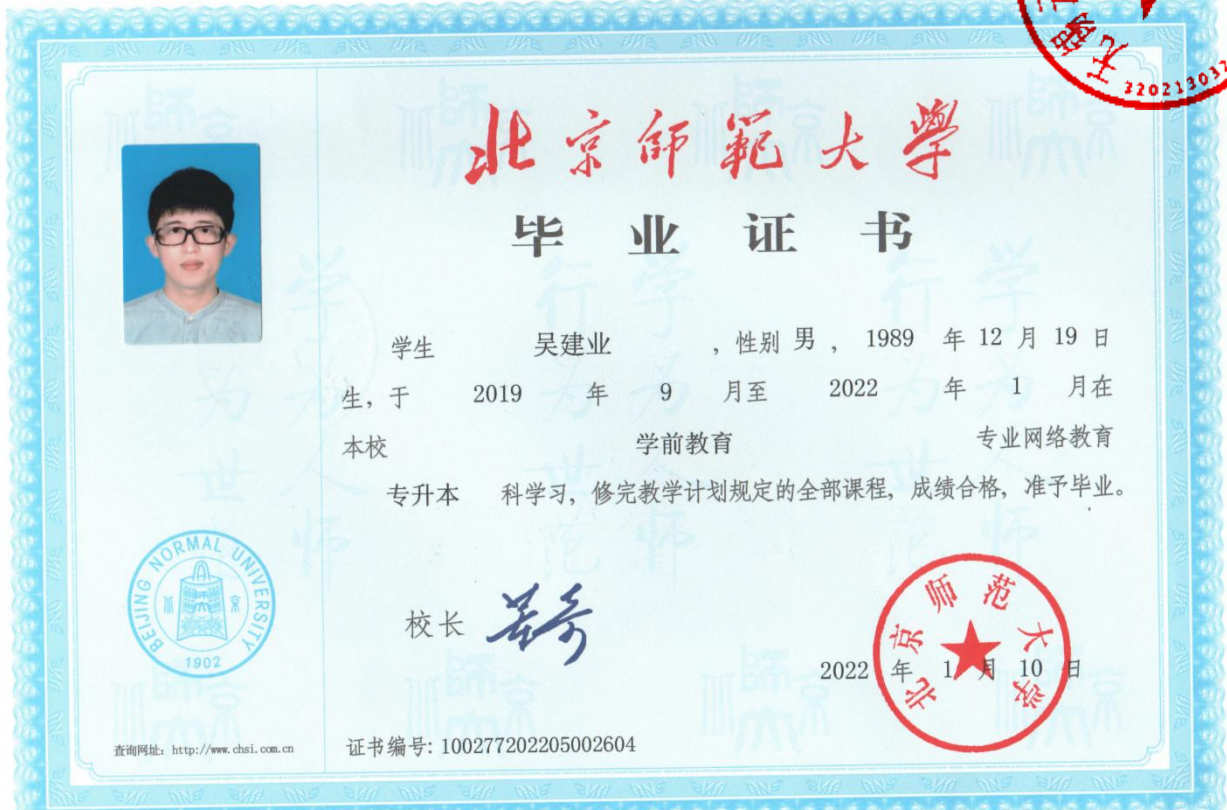 北京师范大学
毕业证书
学生 吴建业 ，性别 男 ， 1989 年 12 月 19 日
生，于 2019 年 9 月至 2022 年 1 月在
本校 学前教育 专业网络教育
专升本 科学习，修完教学计划规定的全部课程，成绩合格，准予毕业。
校长
2022 年 1 月 10 日
北京师范大学
BEIJING NORMAL UNIVERSITY
1902
查询网址：http://www.chsi.com.cn
证书编号：100277202205002604
无锡